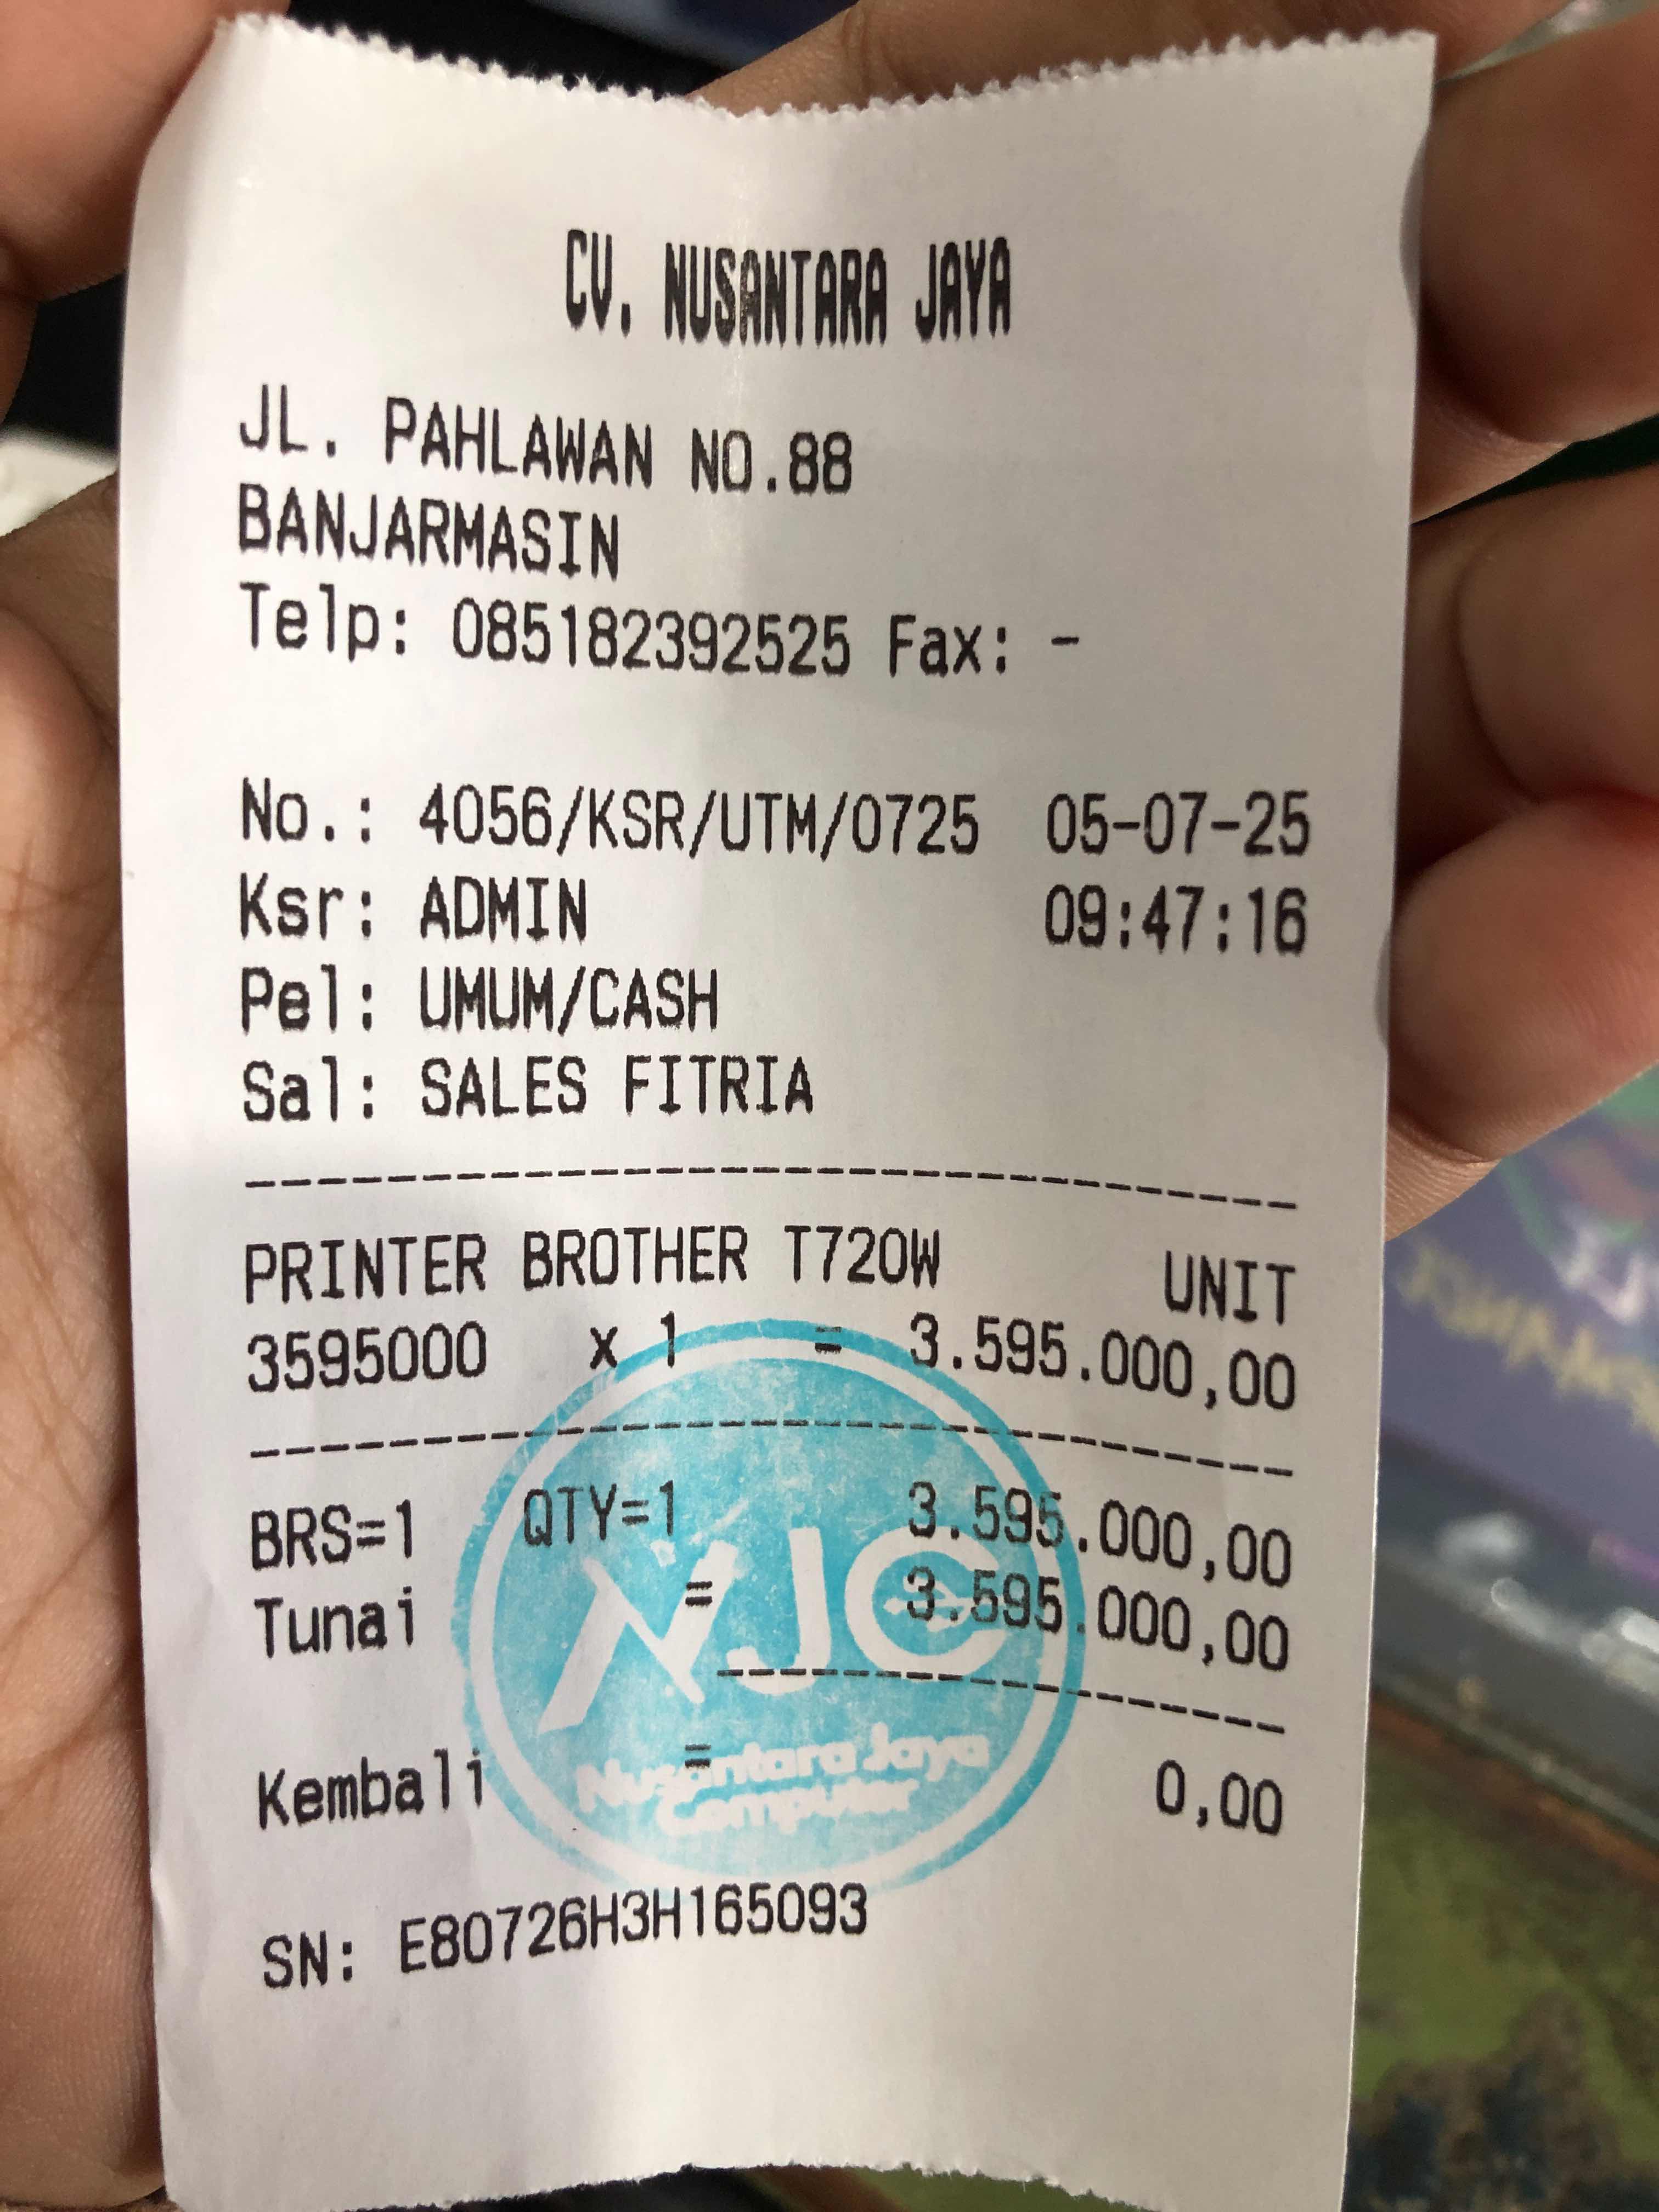 CV. NUSANTARA JAYA
JL. PAHLAWAN NO.88
BANJARMASIN
Telp: 085182392525 Fax: -
No.: 4056/KSR/UTM/0725 05-07-25
Ksr: ADMIN 09:47:16
Pel: UMUM/CASH
Sal: SALES FITRIA
PRINTER BROTHER T720W UNIT
3595000 x 1 = 3.595.000,00
BRS=1 QTY=1 3.595.000,00
Tunai = 3.595.000,00
Kembali = 0,00
NJC
Nusantara Jaya
Computer
SN: E80726H3H165093